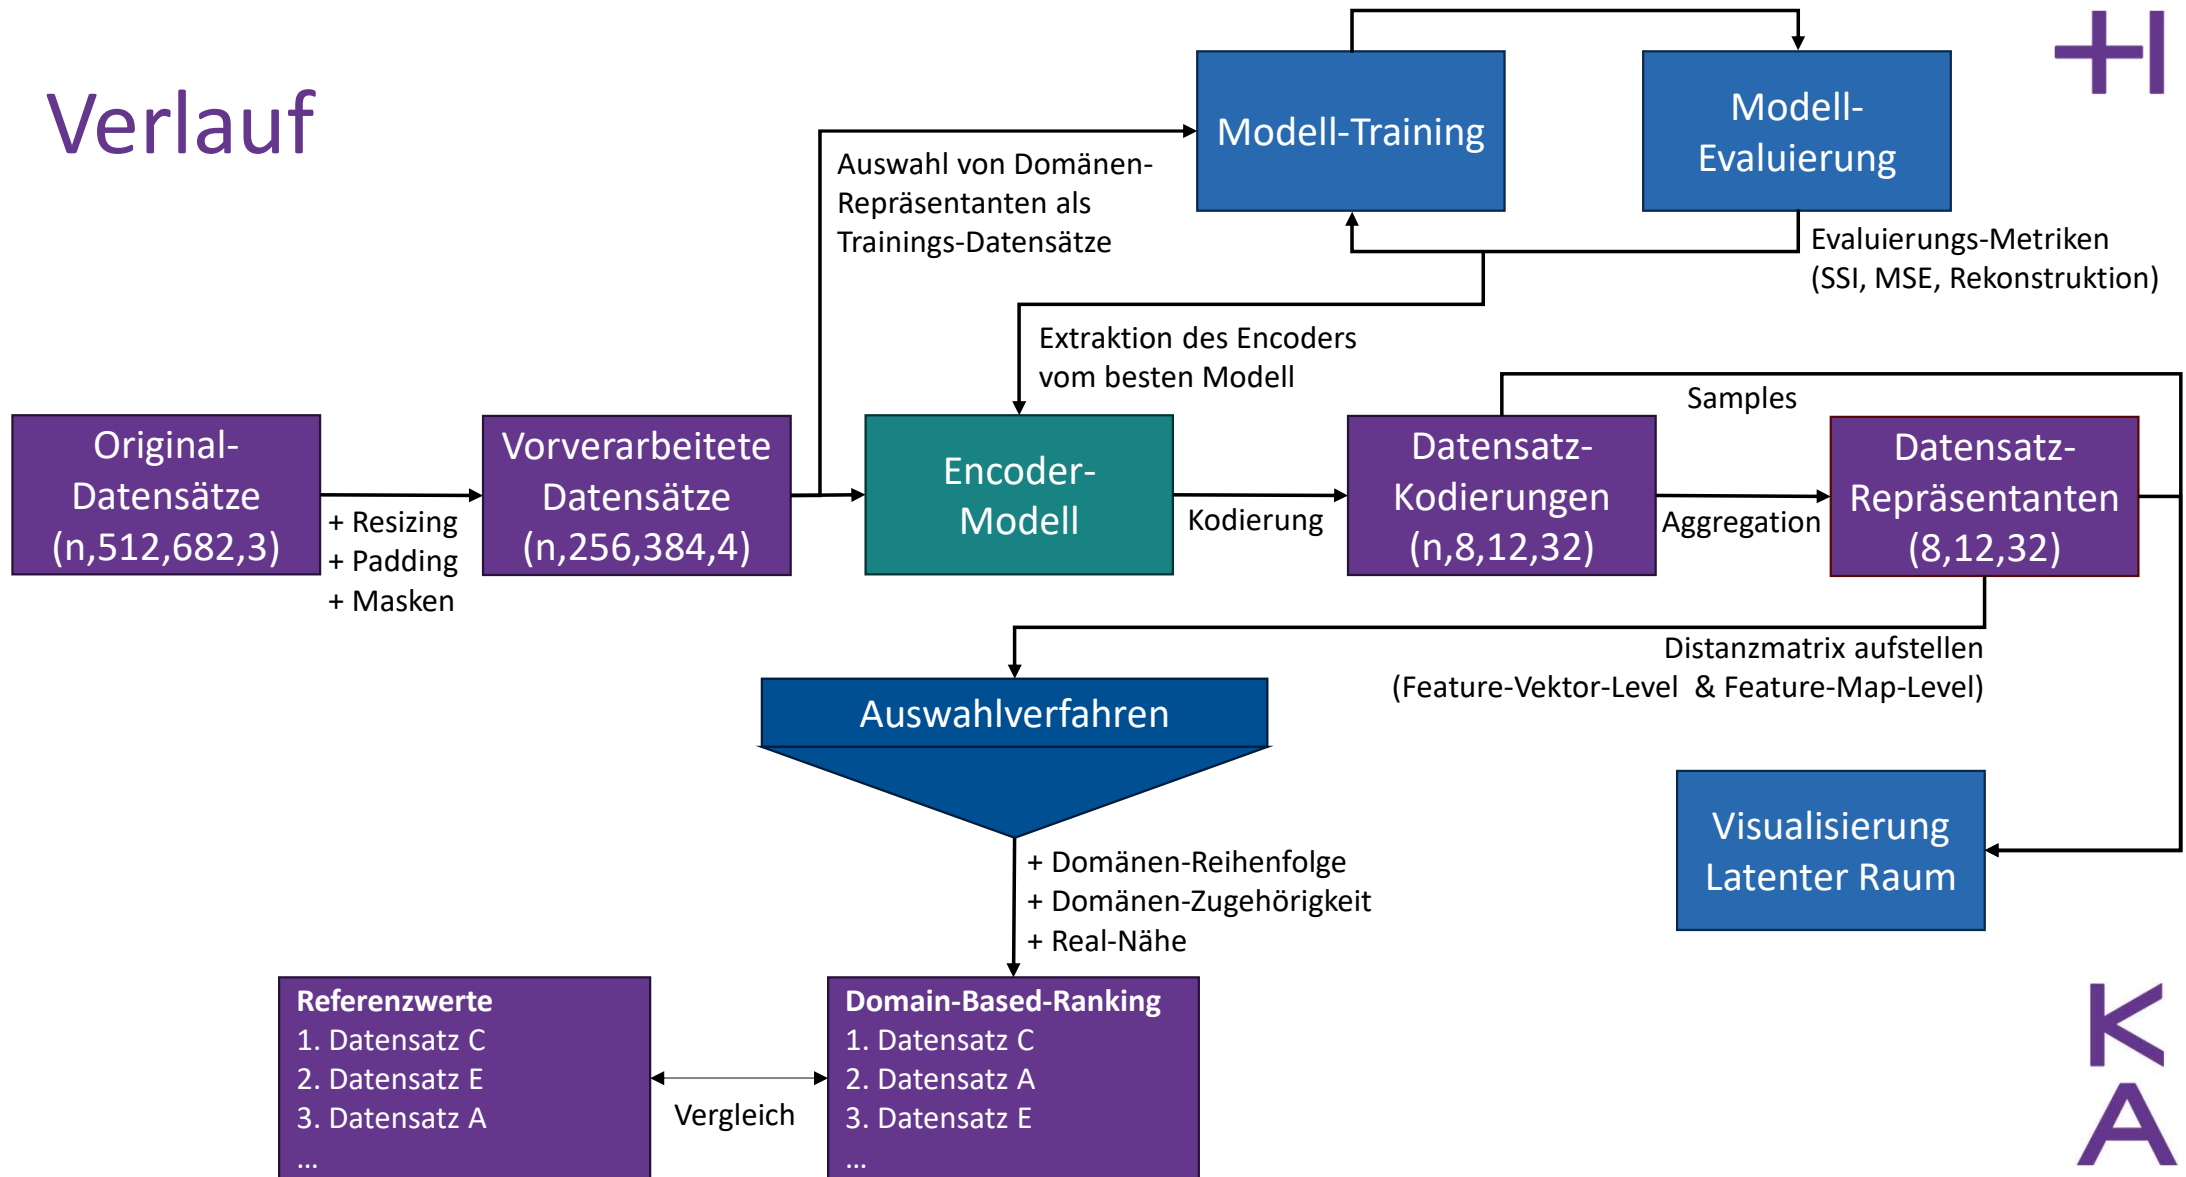 Verlauf
Modell-Training
Modell-
Evaluierung
Auswahl von Domänen-
Repräsentanten als
Trainings-Datensätze
Evaluierungs-Metriken
(SSI, MSE, Rekonstruktion)
Extraktion des Encoders
vom besten Modell
Original-
Datensätze
(n,512,682,3)
+ Resizing
+ Padding
+ Masken
Vorverarbeitete
Datensätze
(n,256,384,4)
Encoder-
Modell
Kodierung
Datensatz-
Kodierungen
(n,8,12,32)
Samples
Aggregation
Datensatz-
Repräsentanten
(8,12,32)
Distanzmatrix aufstellen
(Feature-Vektor-Level & Feature-Map-Level)
Auswahlverfahren
Visualisierung
Latenter Raum
+ Domänen-Reihenfolge
+ Domänen-Zugehörigkeit
+ Real-Nähe
Referenzwerte
1. Datensatz C
2. Datensatz E
3. Datensatz A
...
Vergleich
Domain-Based-Ranking
1. Datensatz C
2. Datensatz A
3. Datensatz E
...
H
K
A